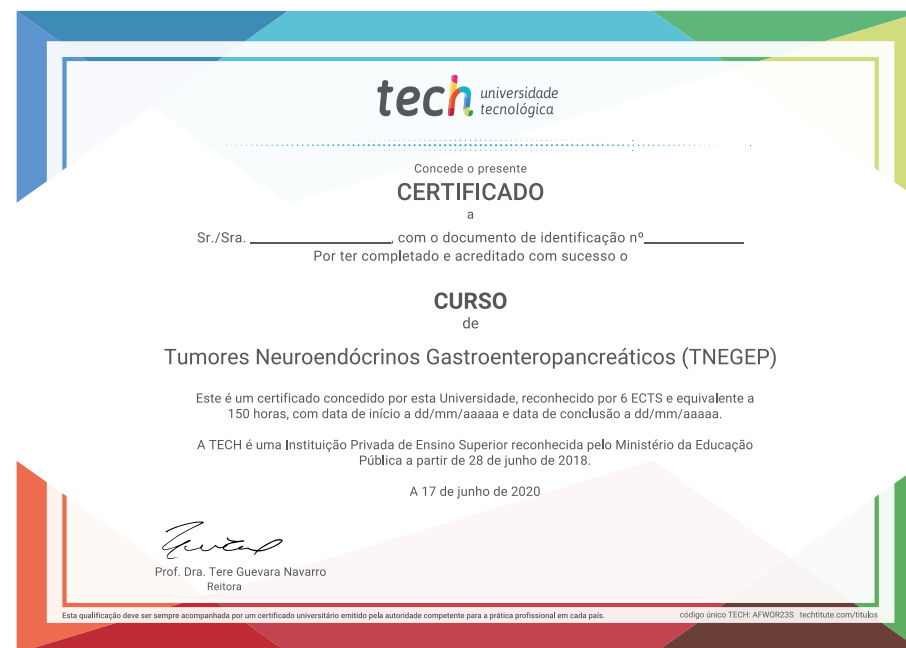 tech universidade
tecnológica
Concede o presente
CERTIFICADO
a
Sr./Sra. ____________________, com o documento de identificação nº______________
Por ter completado e acreditado com sucesso o
CURSO
de
Tumores Neuroendócrinos Gastroenteropancreáticos (TNEGEP)
Este é um certificado concedido por esta Universidade, reconhecido por 6 ECTS e equivalente a
150 horas, com data de início a dd/mm/aaaaa e data de conclusão a dd/mm/aaaaa.
A TECH é uma Instituição Privada de Ensino Superior reconhecida pelo Ministério da Educação
Pública a partir de 28 de junho de 2018.
A 17 de junho de 2020
Prof. Dra. Tere Guevara Navarro
Reitora
Esta qualificação deve ser sempre acompanhada por um certificado universitário emitido pela autoridade competente para a prática profissional em cada país. código único TECH: AFWOR23S techtitute.com/titulos